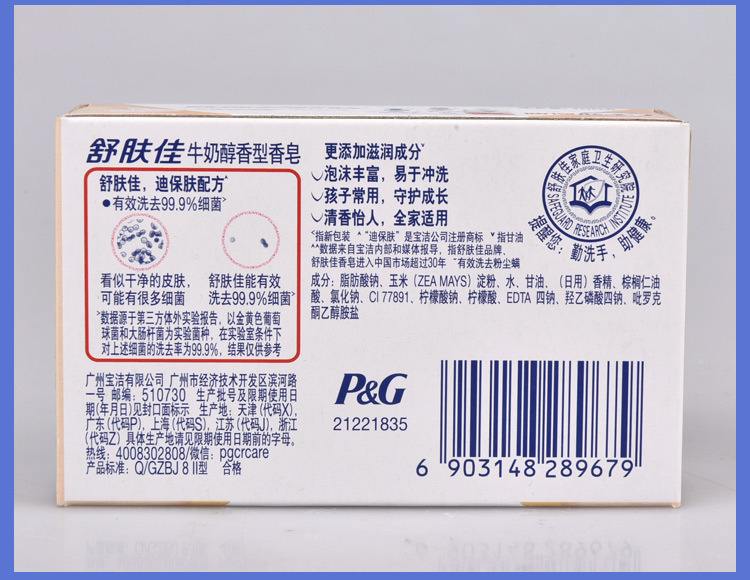 舒肤佳 牛奶醇香型香皂
舒肤佳，迪保肤配方^
●有效洗去99.9%细菌>
看似干净的皮肤，
可能有很多细菌
舒肤佳能有效
洗去99.9%细菌>
>数据源于第三方体外实验报告，以金黄色葡萄
球菌和大肠杆菌为实验菌种，在实验室条件下
对上述细菌的洗去率为99.9%，结果仅供参考
更添加滋润成分˅
泡沫丰富，易于冲洗
孩子常用，守护成长
清香怡人，全家适用
指新包装 ^“迪保肤”是宝洁公司注册商标 ˅指甘油
^^数据来自宝洁内部和媒体报导，指舒肤佳品牌，
舒肤佳香皂进入中国市场超过30年 有效洗去粉尘螨
成分：脂肪酸钠、玉米（ZEA MAYS）淀粉、水、甘油、（日用）香精、棕榈仁油
酸、氯化钠、CI 77891、柠檬酸钠、柠檬酸、EDTA 四钠、羟乙磷酸四钠、吡罗克
酮乙醇胺盐
舒肤佳家庭卫生研究院
SAFEGUARD RESEARCH INSTITUTE
提醒您：勤洗手，助健康。
广州宝洁有限公司 广州市经济技术开发区滨河路
一号 邮编：510730 生产批号及限期使用日
期(年月日)见封口面标示 生产地：天津(代码X)，
广东(代码P)，上海(代码S)，江苏(代码J)，浙江
(代码Z) 具体生产地请见限期使用日期前的字母。
热线：4008302808/微信：pgcrcare
产品标准：Q/GZBJ 8 II型 合格
P&G
21221835
6 903148 289679